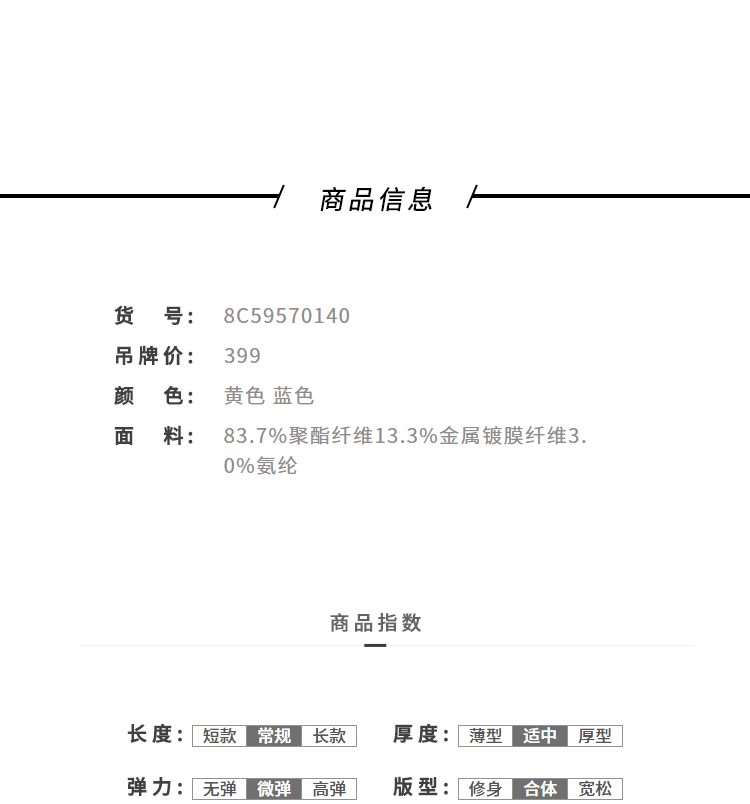 商品信息
货 号: 8C59570140
吊牌价: 399
颜 色: 黄色 蓝色
面 料: 83.7%聚酯纤维13.3%金属镀膜纤维3.
0%氨纶
商品指数
长度: 短款 常规 长款 厚度: 薄型 适中 厚型
弹力: 无弹 微弹 高弹 版型: 修身 合体 宽松